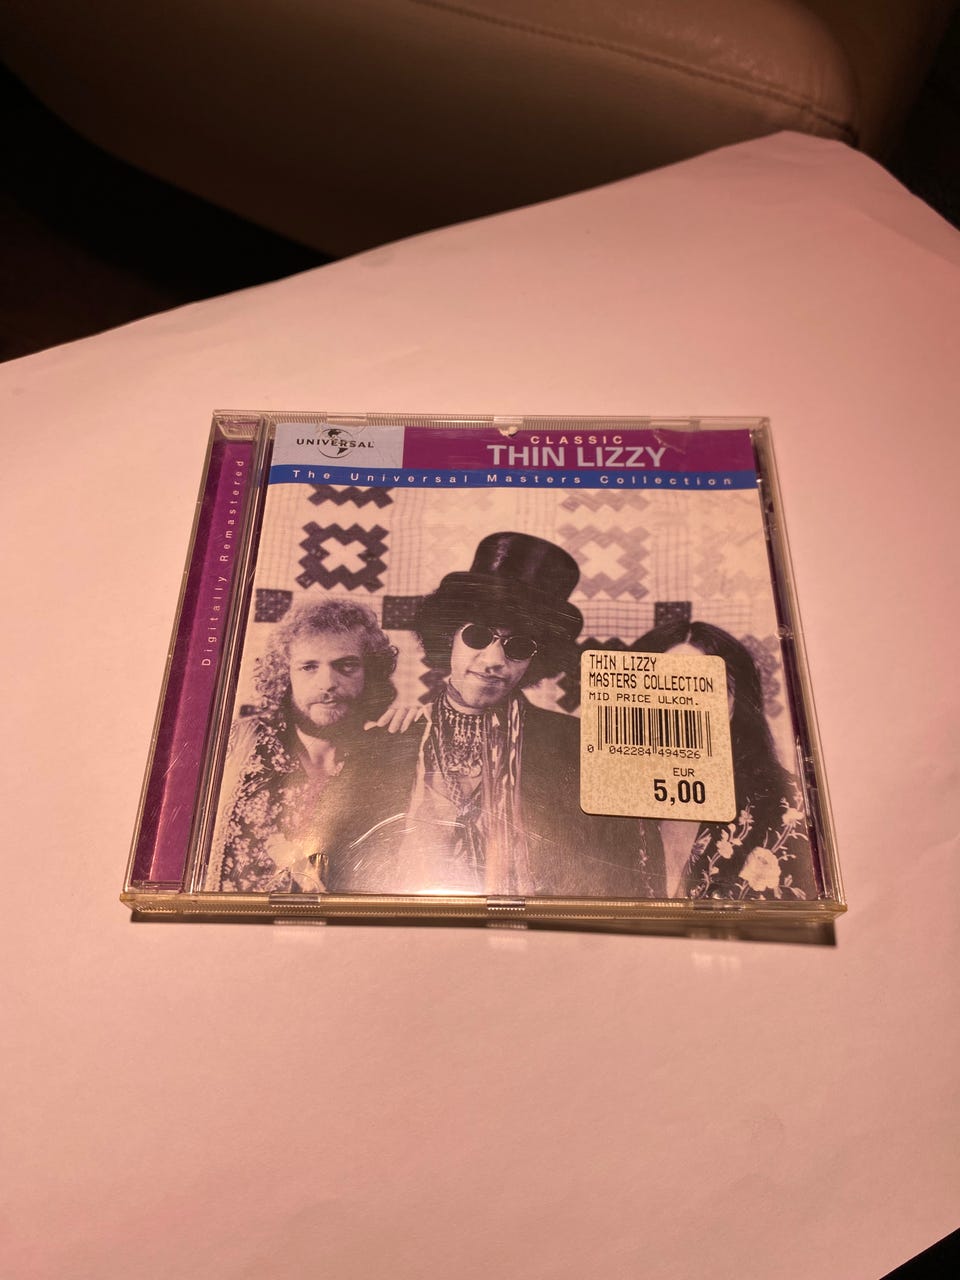 Digitally Remastered
UNIVERSAL
CLASSIC
THIN LIZZY
The Universal Masters Collection
THIN LIZZY
MASTERS COLLECTION
MID PRICE ULKOM.
0 042284 494526
EUR
5,00